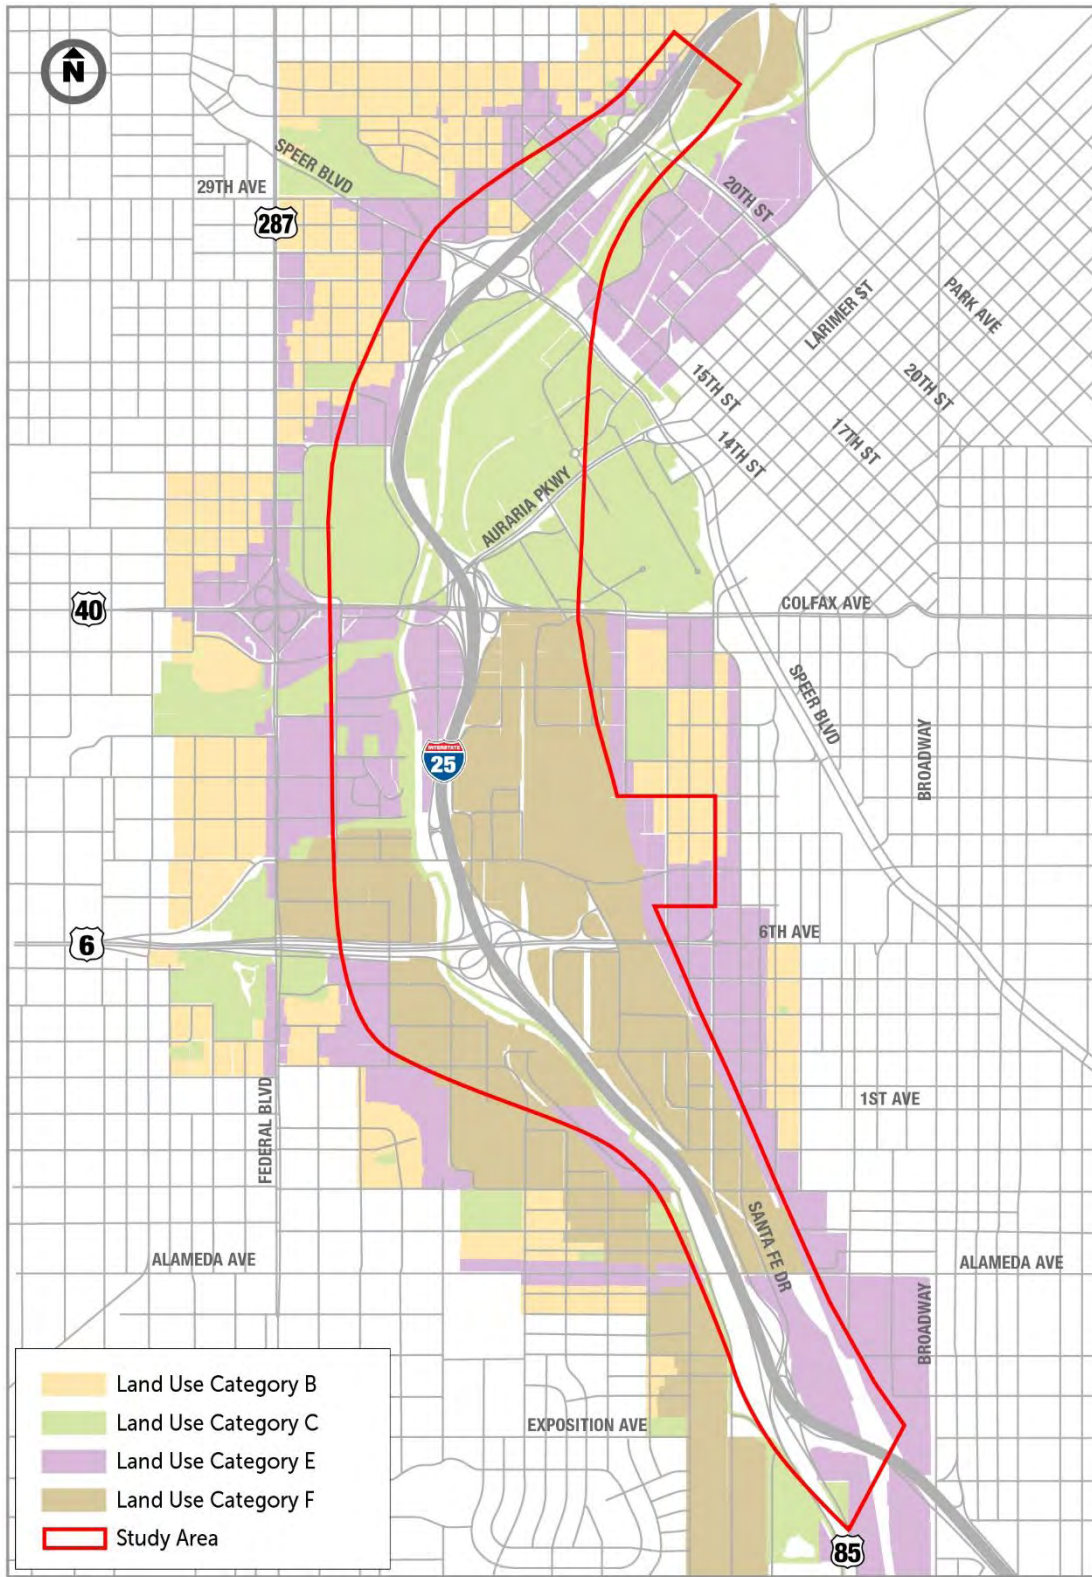 N
SPEER BLVD
29TH AVE
287
20TH ST
LARIMER ST
PARK AVE
15TH ST
20TH ST
17TH ST
14TH ST
AURARIA PKWY
40
COLFAX AVE
SPEER BLVD
INTERSTATE
25
BROADWAY
6
6TH AVE
1ST AVE
FEDERAL BLVD
SANTA FE DR
ALAMEDA AVE
ALAMEDA AVE
BROADWAY
EXPOSITION AVE
85
Land Use Category B
Land Use Category C
Land Use Category E
Land Use Category F
Study Area